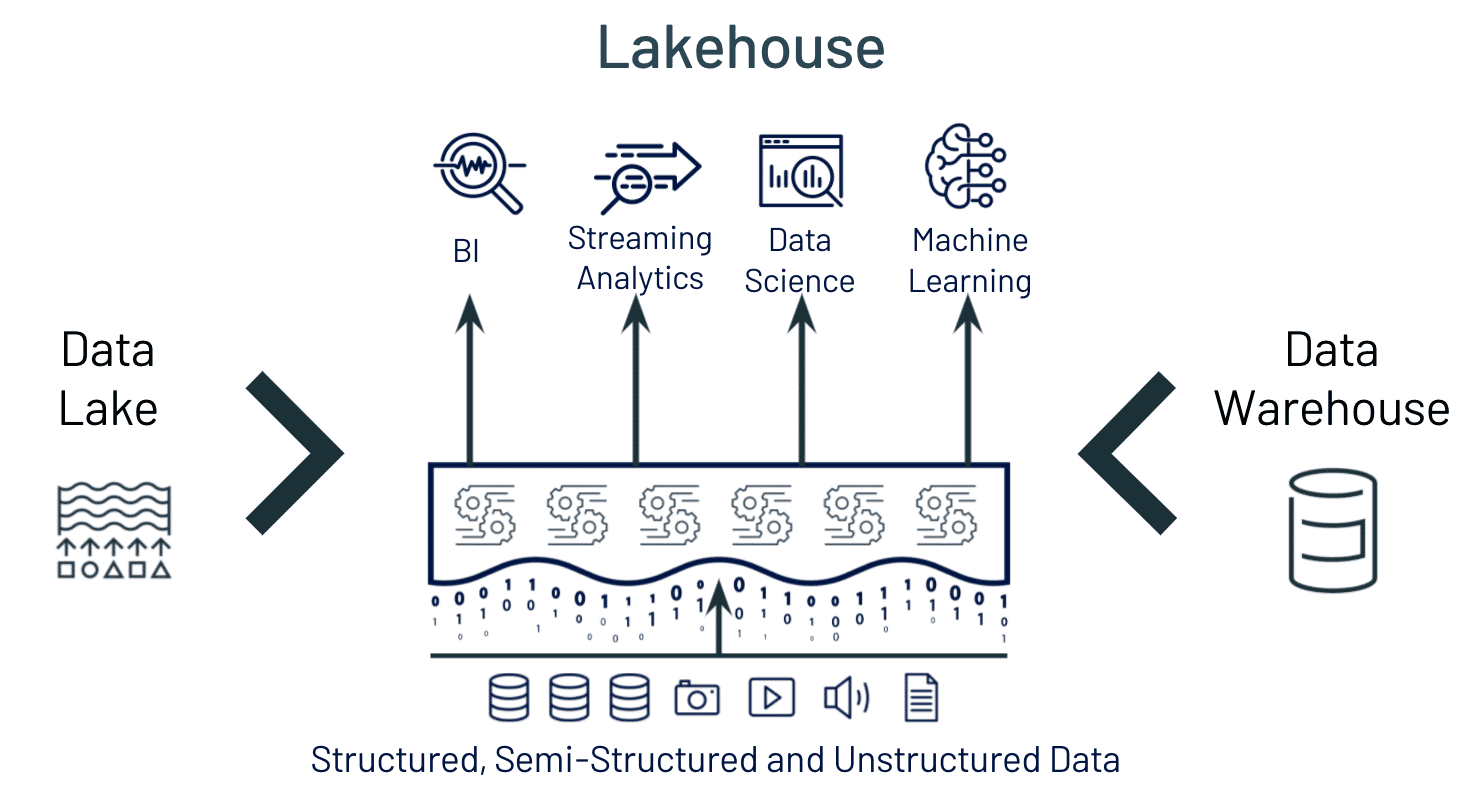 Lakehouse
BI
Streaming
Analytics
Data
Science
Machine
Learning
Data
Lake
Data
Warehouse
Structured, Semi-Structured and Unstructured Data